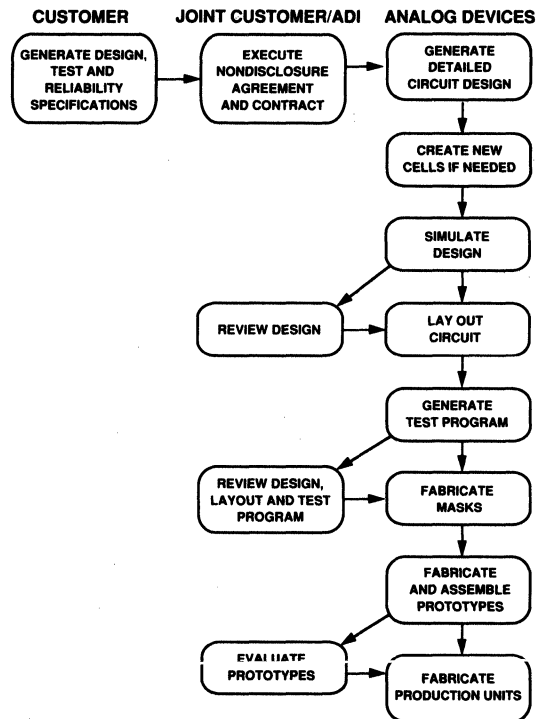 CUSTOMER
JOINT CUSTOMER/ADI
ANALOG DEVICES
GENERATE DESIGN,
TEST AND
RELIABILITY
SPECIFICATIONS
EXECUTE
NONDISCLOSURE
AGREEMENT
AND CONTRACT
GENERATE
DETAILED
CIRCUIT DESIGN
CREATE NEW
CELLS IF NEEDED
SIMULATE
DESIGN
REVIEW DESIGN
LAY OUT
CIRCUIT
GENERATE
TEST PROGRAM
REVIEW DESIGN,
LAYOUT AND TEST
PROGRAM
FABRICATE
MASKS
FABRICATE
AND ASSEMBLE
PROTOTYPES
EVALUATE
PROTOTYPES
FABRICATE
PRODUCTION UNITS